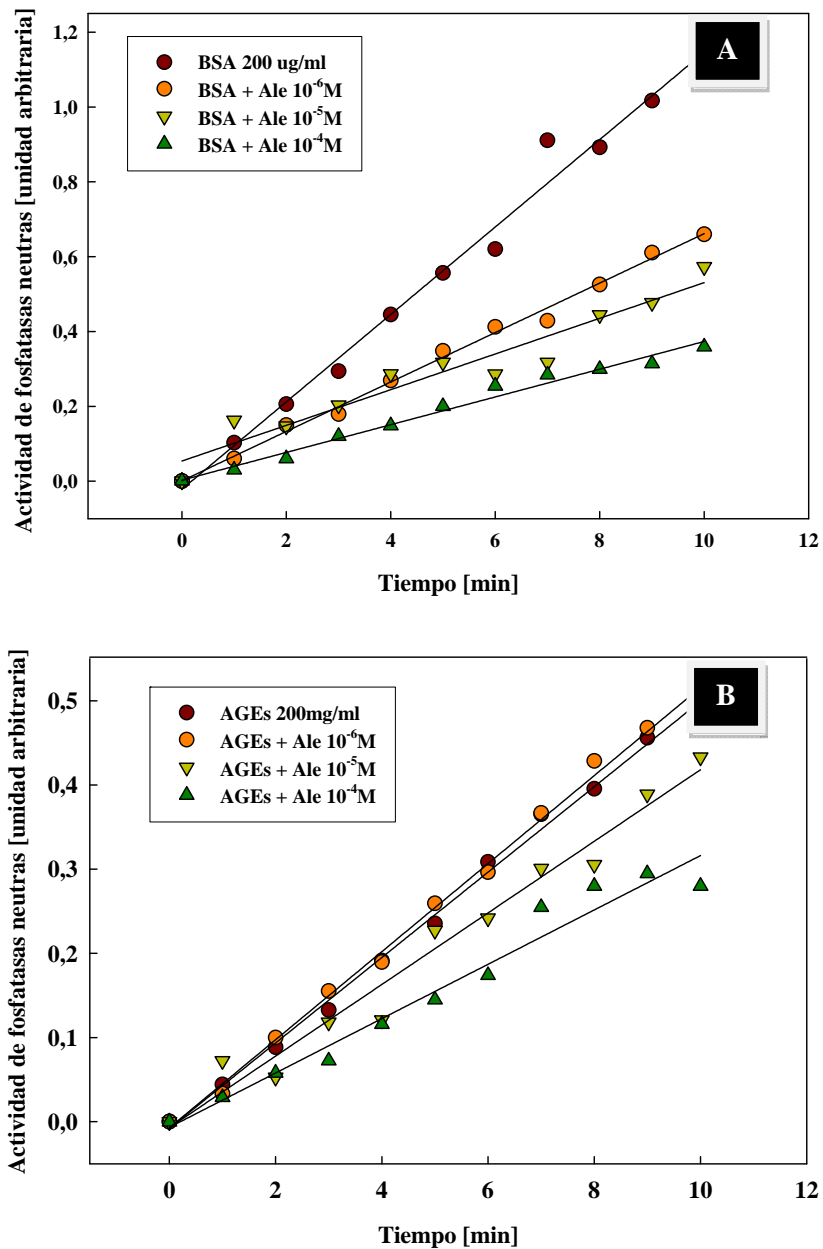 A
BSA 200 ug/ml
BSA + Ale 10⁻⁶M
BSA + Ale 10⁻⁵M
BSA + Ale 10⁻⁴M
Actividad de fosfatasas neutras [unidad arbitraria]
1,2
1,0
0,8
0,6
0,4
0,2
0,0
0 2 4 6 8 10 12
Tiempo [min]
B
AGEs 200mg/ml
AGEs + Ale 10⁻⁶M
AGEs + Ale 10⁻⁵M
AGEs + Ale 10⁻⁴M
Actividad de fosfatasas neutras [unidad arbitraria]
0,5
0,4
0,3
0,2
0,1
0,0
0 2 4 6 8 10 12
Tiempo [min]